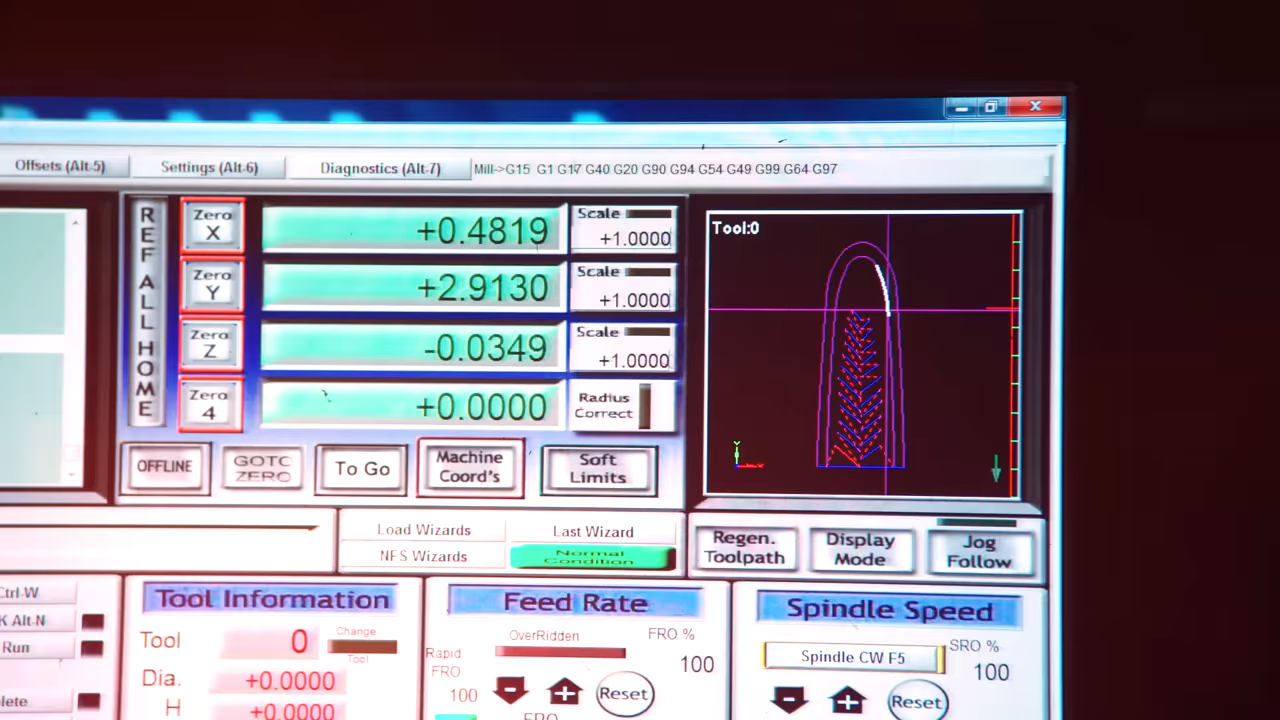 Offsets (Alt-5) Settings (Alt-6) Diagnostics (Alt-7) Mill->G15 G1 G17 G40 G20 G90 G94 G54 G49 G99 G64 G97
REF ALL HOME
Zero X +0.4819 Scale +1.0000
Zero Y +2.9130 Scale +1.0000
Zero Z -0.0349 Scale +1.0000
Zero 4 +0.0000 Radius Correct
OFFLINE GOTO ZERO To Go Machine Coord's Soft Limits
Tool:0
Y
Load Wizards Last Wizard
NFS Wizards Normal Condition
Regen. Toolpath Display Mode Jog Follow
Ctrl-W
Alt-N
Run
Tool Information
Tool 0 Change Tool
Dia. +0.0000
H +0.0000
Feed Rate
OverRidden FRO %
Rapid FRO 100
100
Reset
FRO
Spindle Speed
Spindle CW F5 SRO %
100
Reset